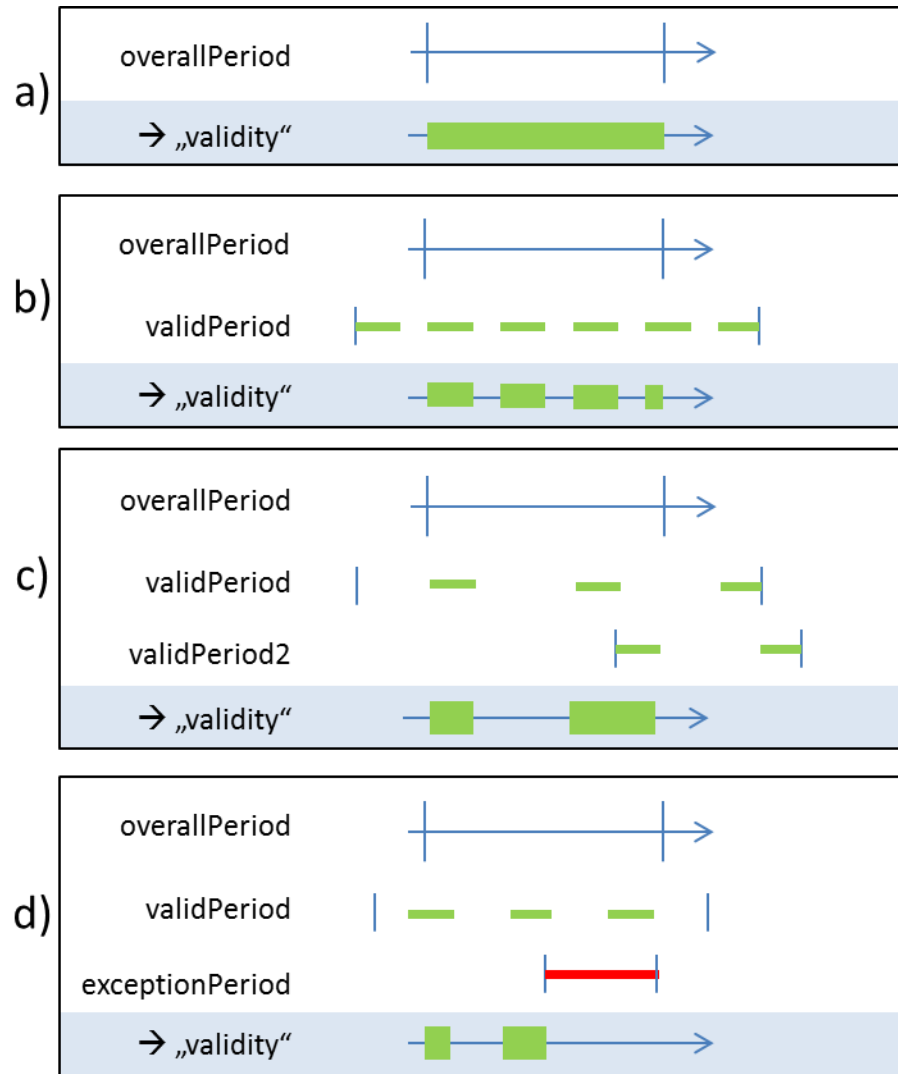 a)
overallPeriod
→ „validity“
b)
overallPeriod
validPeriod
→ „validity“
c)
overallPeriod
validPeriod
validPeriod2
→ „validity“
d)
overallPeriod
validPeriod
exceptionPeriod
→ „validity“